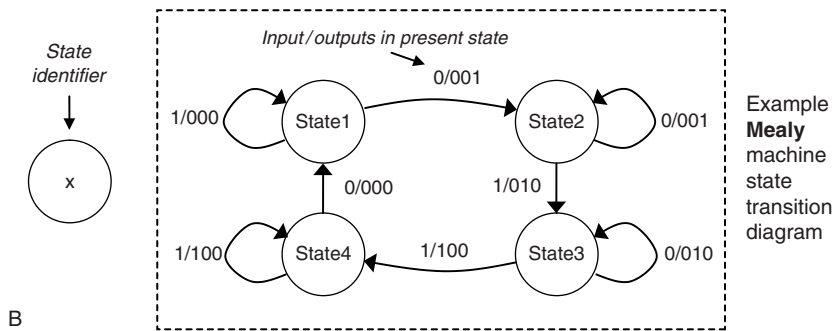 State
identifier
x
Input/outputs in present state
0/001
1/000
State1
State2
0/001
0/000
1/010
1/100
State4
1/100
State3
0/010
Example
Mealy
machine
state
transition
diagram
B